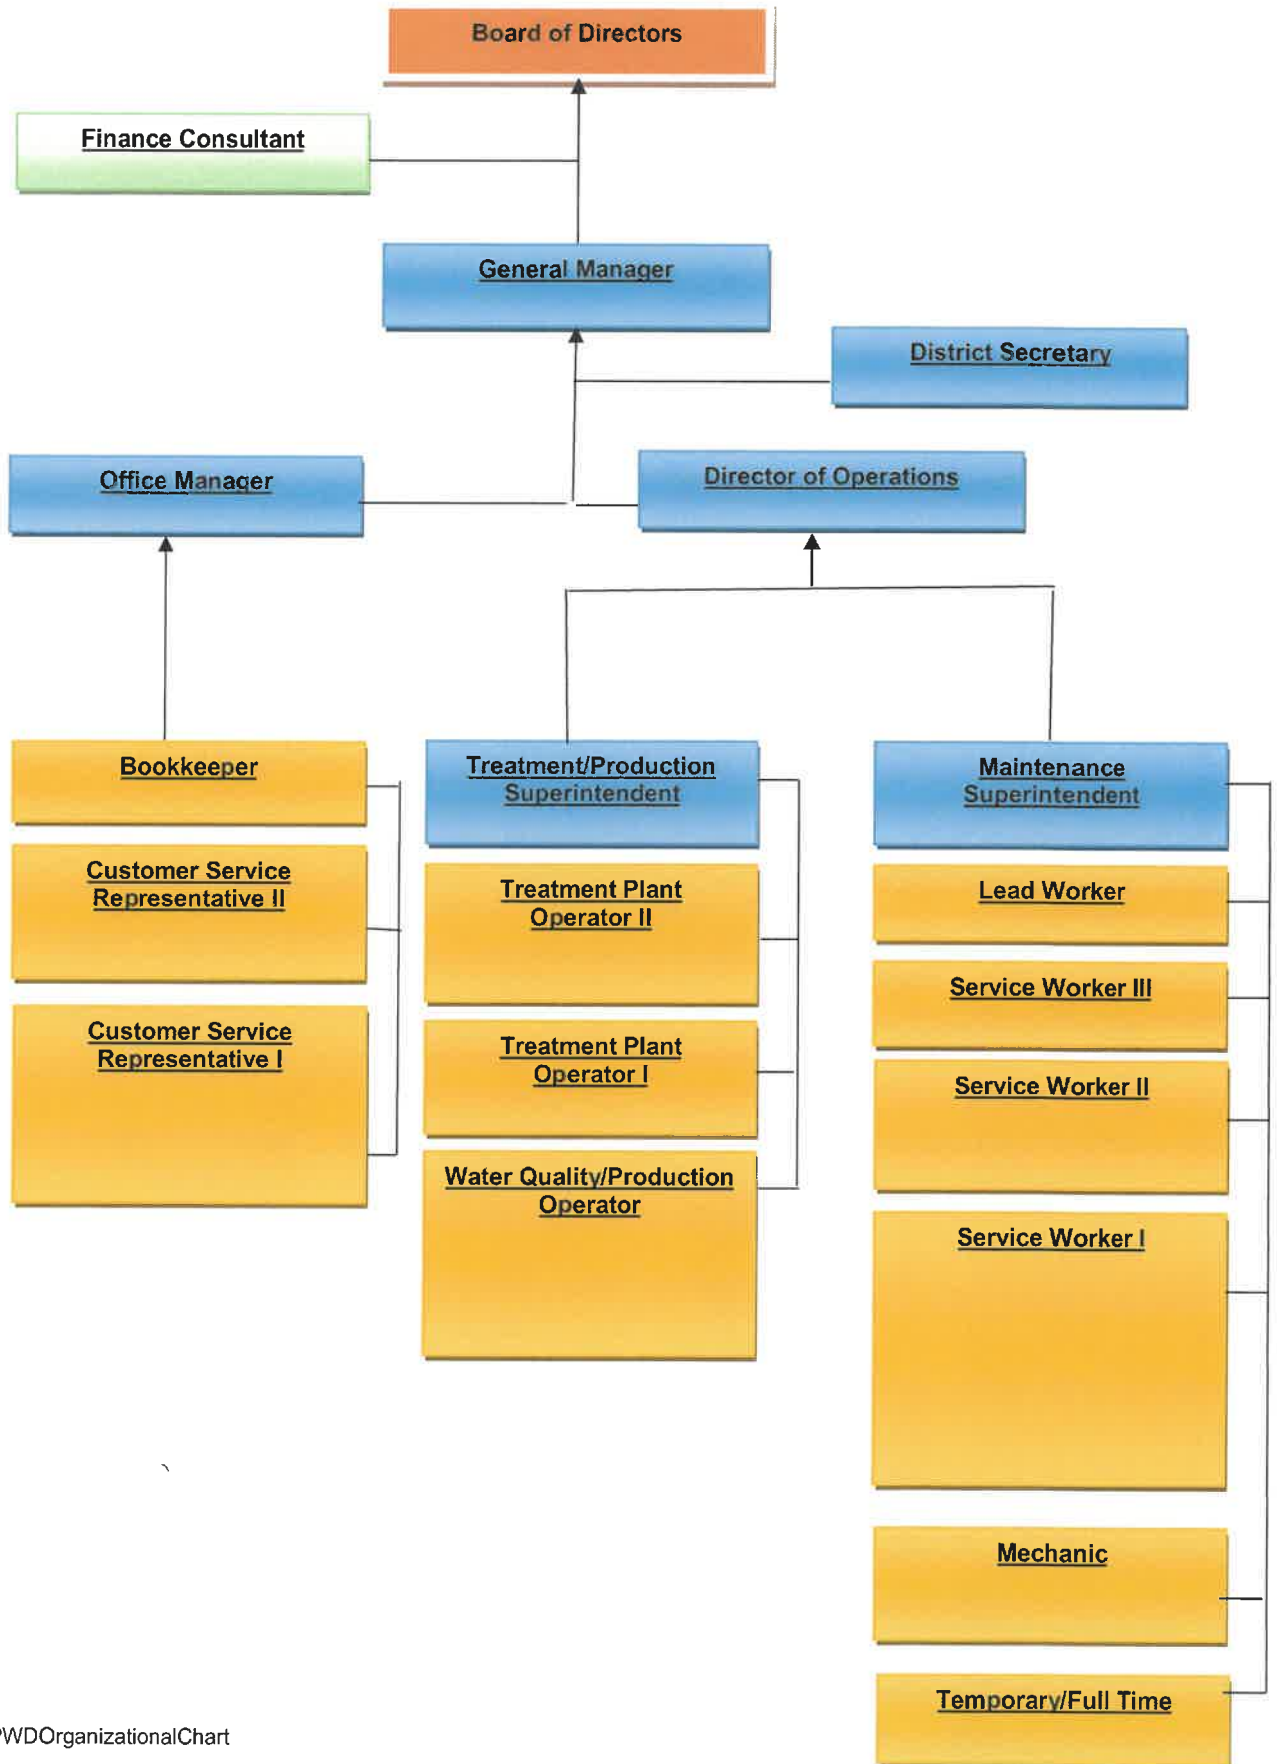 Board of Directors
Finance Consultant
General Manager
District Secretary
Office Manager
Director of Operations
Bookkeeper
Customer Service
Representative II
Customer Service
Representative I
Treatment/Production
Superintendent
Treatment Plant
Operator II
Treatment Plant
Operator I
Water Quality/Production
Operator
Maintenance
Superintendent
Lead Worker
Service Worker III
Service Worker II
Service Worker I
Mechanic
Temporary/Full Time
PWDOrganizationalChart